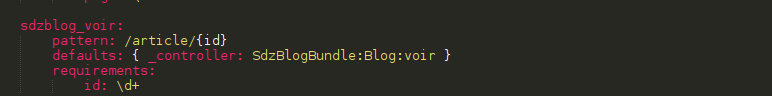 sdzblog_voir:
    pattern: /article/{id}
    defaults: { _controller: SdzBlogBundle:Blog:voir }
    requirements:
        id: \d+